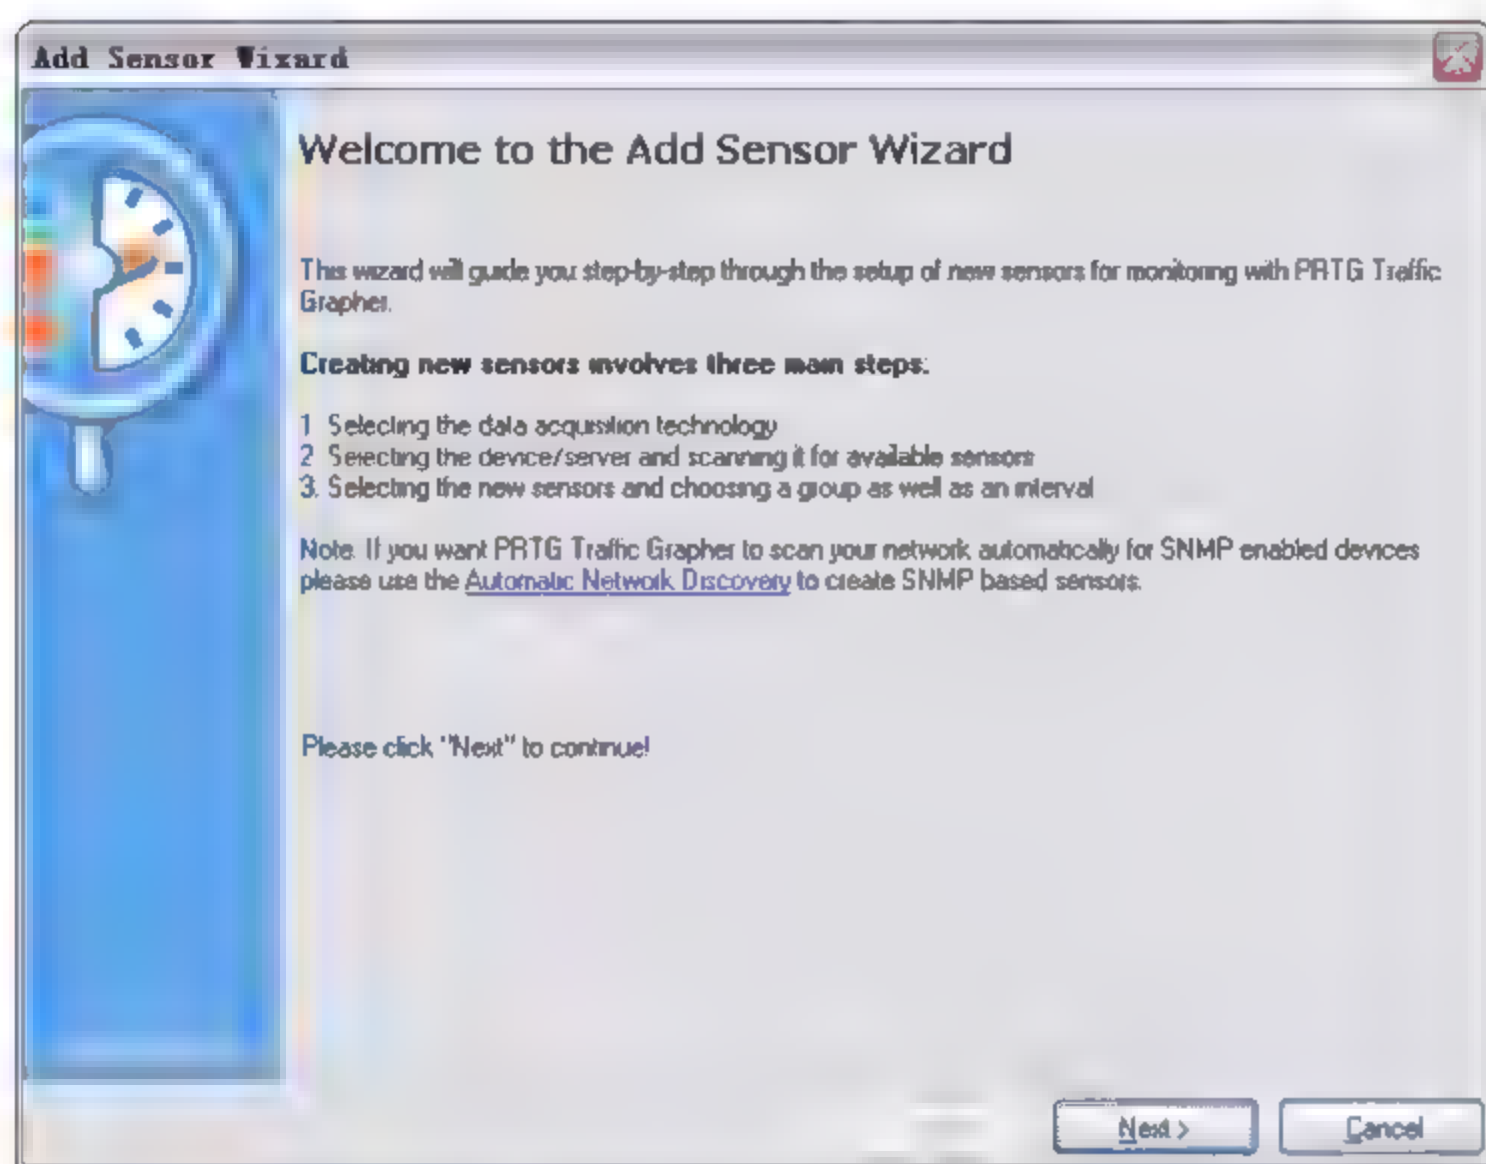 Add Sensor Wizard
Welcome to the Add Sensor Wizard
This wizard will guide you step-by-step through the setup of new sensors for monitoring with PRTG Traffic
Grapher.
Creating new sensors involves three main steps:
1 Selecting the data acquisition technology
2 Selecting the device/server and scanning it for available sensors
3. Selecting the new sensors and choosing a group as well as an interval
Note. If you want PRTG Traffic Grapher to scan your network automatically for SNMP enabled devices
please use the Automatic Network Discovery to create SNMP based sensors.
Please click "Next" to continue!
Next >
Cancel